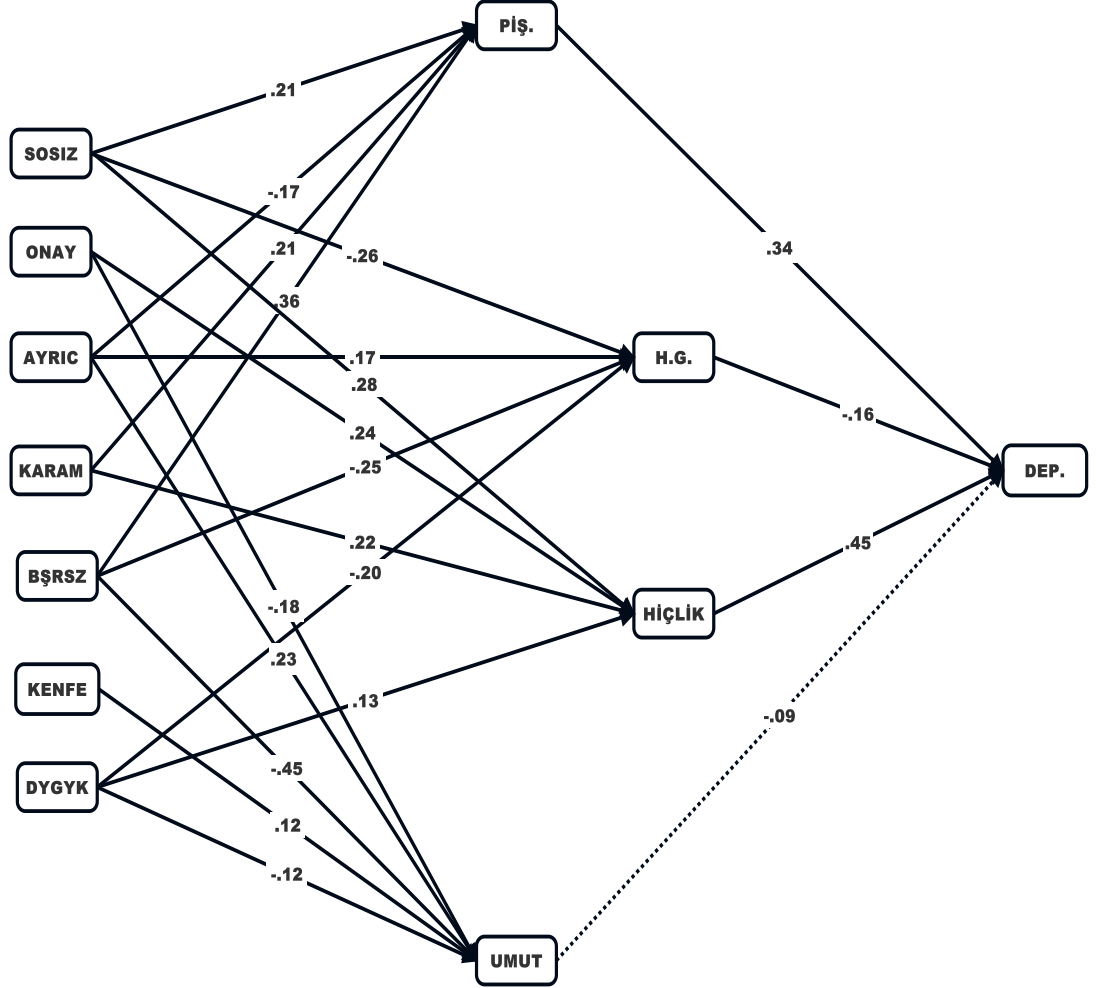 PİŞ.
.21
SOSIZ
-.17
.21
ONAY
-.26
.34
.36
AYRIC
.17
H.G.
.28
-.16
.24
KARAM
-.25
DEP.
.22
.45
-.20
BŞRSZ
-.18
HİÇLİK
.23
KENFE
.13
-.09
-.45
DYGYK
.12
-.12
UMUT